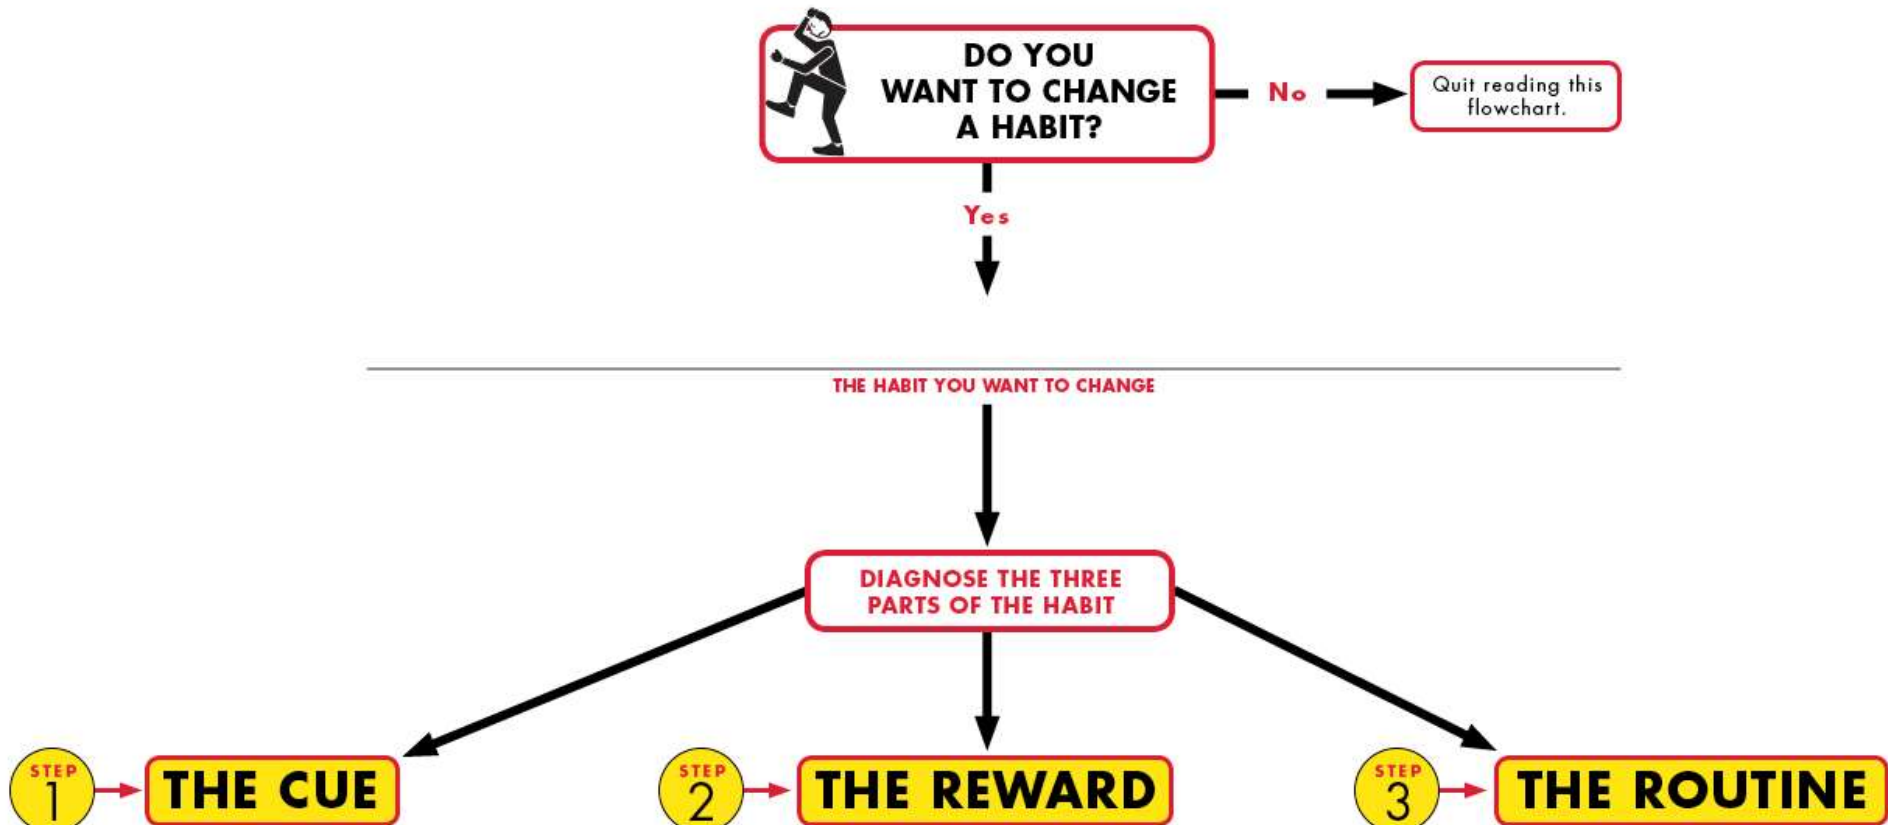 DO YOU
WANT TO CHANGE
A HABIT?
No
Quit reading this
flowchart.
Yes
THE HABIT YOU WANT TO CHANGE
DIAGNOSE THE THREE
PARTS OF THE HABIT
STEP
1
THE CUE
STEP
2
THE REWARD
STEP
3
THE ROUTINE